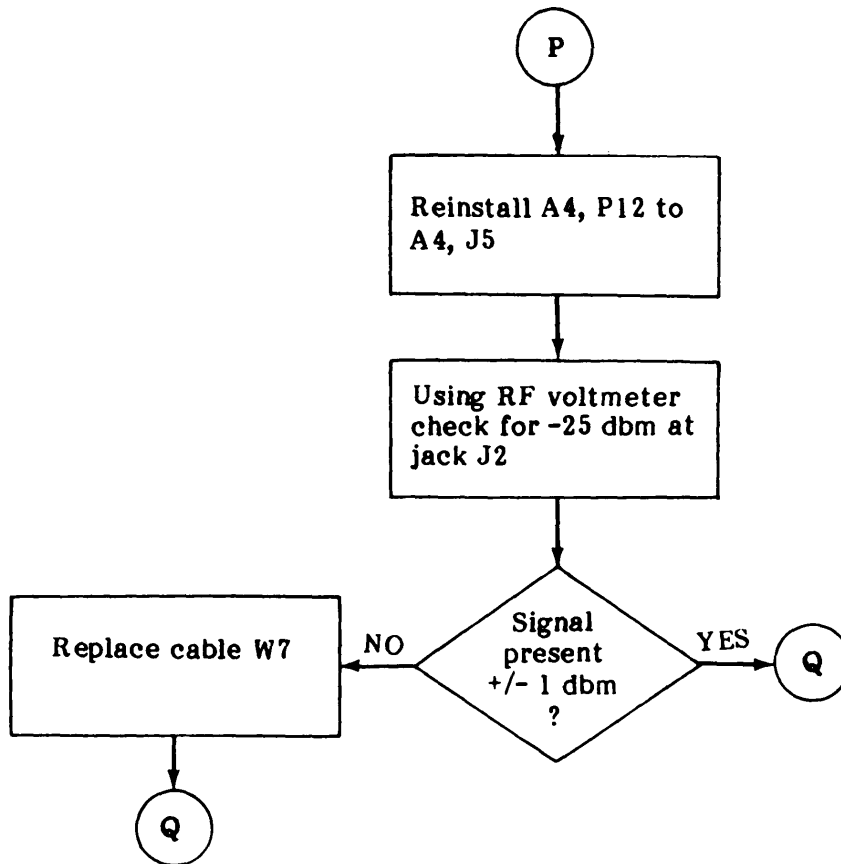 P
Reinstall A4, P12 to
A4, J5
Using RF voltmeter
check for -25 dbm at
jack J2
Signal
present
+/- 1 dbm
?
NO
YES
Replace cable W7
Q
Q